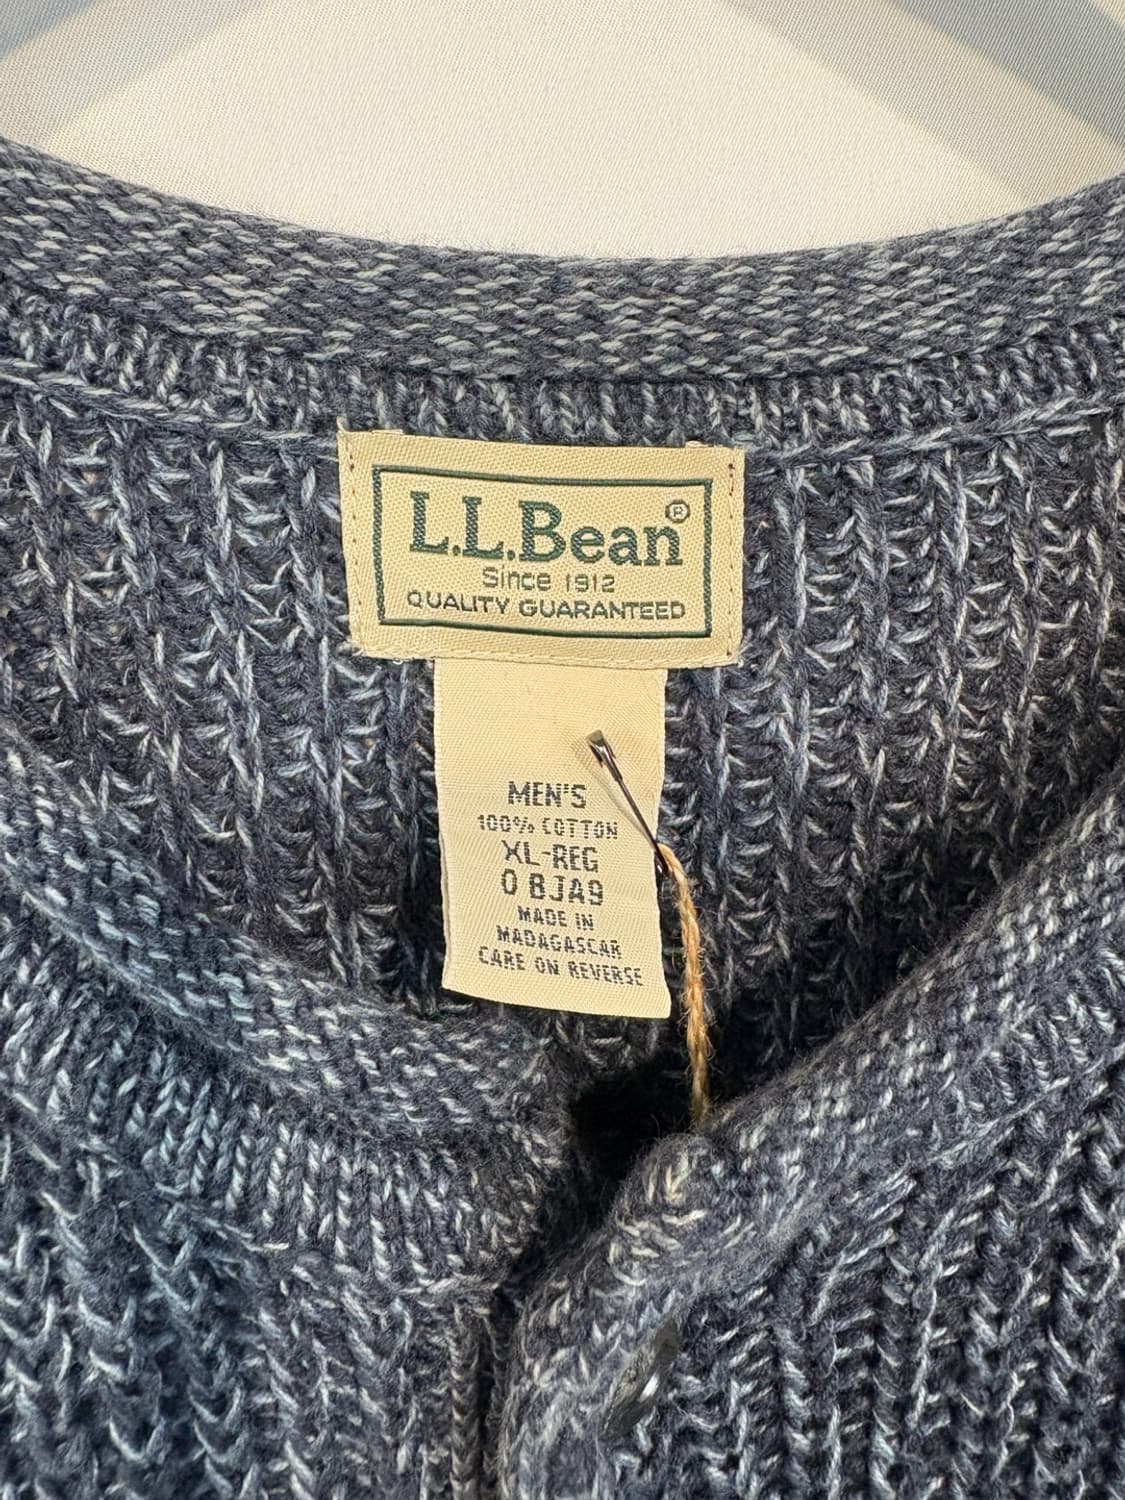 L.L.Bean®
Since 1912
QUALITY GUARANTEED
MEN'S
100% COTTON
XL-REG
0 BJA9
MADE IN
MADAGASCAR
CARE ON REVERSE